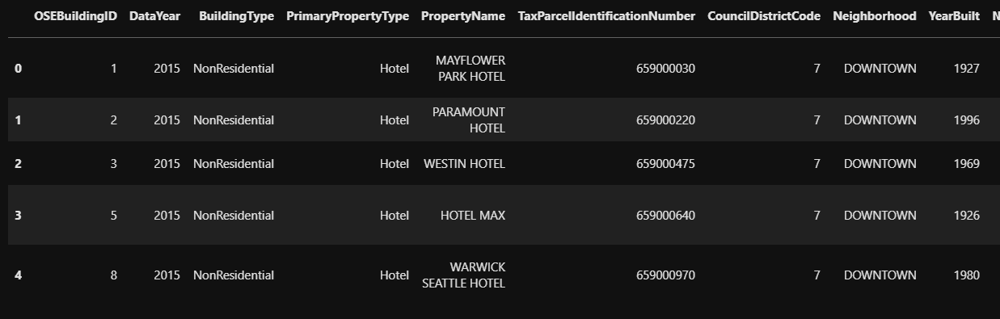 OSEBuildingID DataYear BuildingType PrimaryPropertyType PropertyName TaxParcelIdentificationNumber CouncilDistrictCode Neighborhood YearBuilt N
0 1 2015 NonResidential Hotel MAYFLOWER PARK HOTEL 659000030 7 DOWNTOWN 1927
1 2 2015 NonResidential Hotel PARAMOUNT HOTEL 659000220 7 DOWNTOWN 1996
2 3 2015 NonResidential Hotel WESTIN HOTEL 659000475 7 DOWNTOWN 1969
3 5 2015 NonResidential Hotel HOTEL MAX 659000640 7 DOWNTOWN 1926
4 8 2015 NonResidential Hotel WARWICK SEATTLE HOTEL 659000970 7 DOWNTOWN 1980